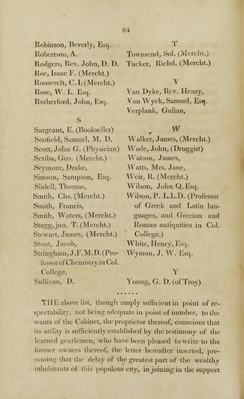 84
Robinson, Beverly, Esq.
Robertson, A.
Rodgers, Rev. John, D. D.
Roe, Isaac F. (Mercht.)
Roosevelt, C. I. (Mercht.)
Rose, W. L. Esq.
Rutherford, John, Esq.
S
Sargeant, E. (Bookseller)
Scofield, Samuel, M. D.
Scott, John G. (Physician)
Scriba, Geo. (Mercht.)
Seymour, Drake,
Simson, Sampson, Esq.
Slidell, Thomas,
Smith, Chs. (Mercht.)
Smith, Francis,
Smith, Waters, (Mercht.)
Stagg, jun. T. (Mercht.)
Stewart, James, (Mercht.)
Stout, Jacob,
Stringham, J.F.M.D. (Pro-
fessor of Chemistry in Col.
College.
Sullivan, D.
T
Townsend, Sol. (Mercht.)
Tucker, Richd. (Mercht.)
V
Van Dyke, Rev. Henry,
Van Wyck, Samuel, Esq.
Verplank, Gulian,
W
Walker, James, (Mercht.)
Wade, John, (Druggist)
Watson, James,
Watts, Mrs. Jane,
Weir, R. (Mercht.)
Wilson, John Q. Esq.
Wilson, P. L.L.D. (Professor
of Greek and Latin lan-
guages, and Grecian and
Roman antiquities in Col.
College.)
White, Henry, Esq.
Wyman, J. W. Esq.
Y
Young, G. D. (of Troy)
THE above list, though amply sufficient in point of re-
spectability, not being adequate in point of number, to the
wants of the Cabinet, the proprietor thereof, conscious that
its utility is sufficiently established by the testimony of the
learned gentlemen, who have been pleased to write to the
former owners thereof, the letter hereafter inserted, pre-
suming that the delay of the greatest part of the wealthy
inhabitants of this populous city, in joining in the support